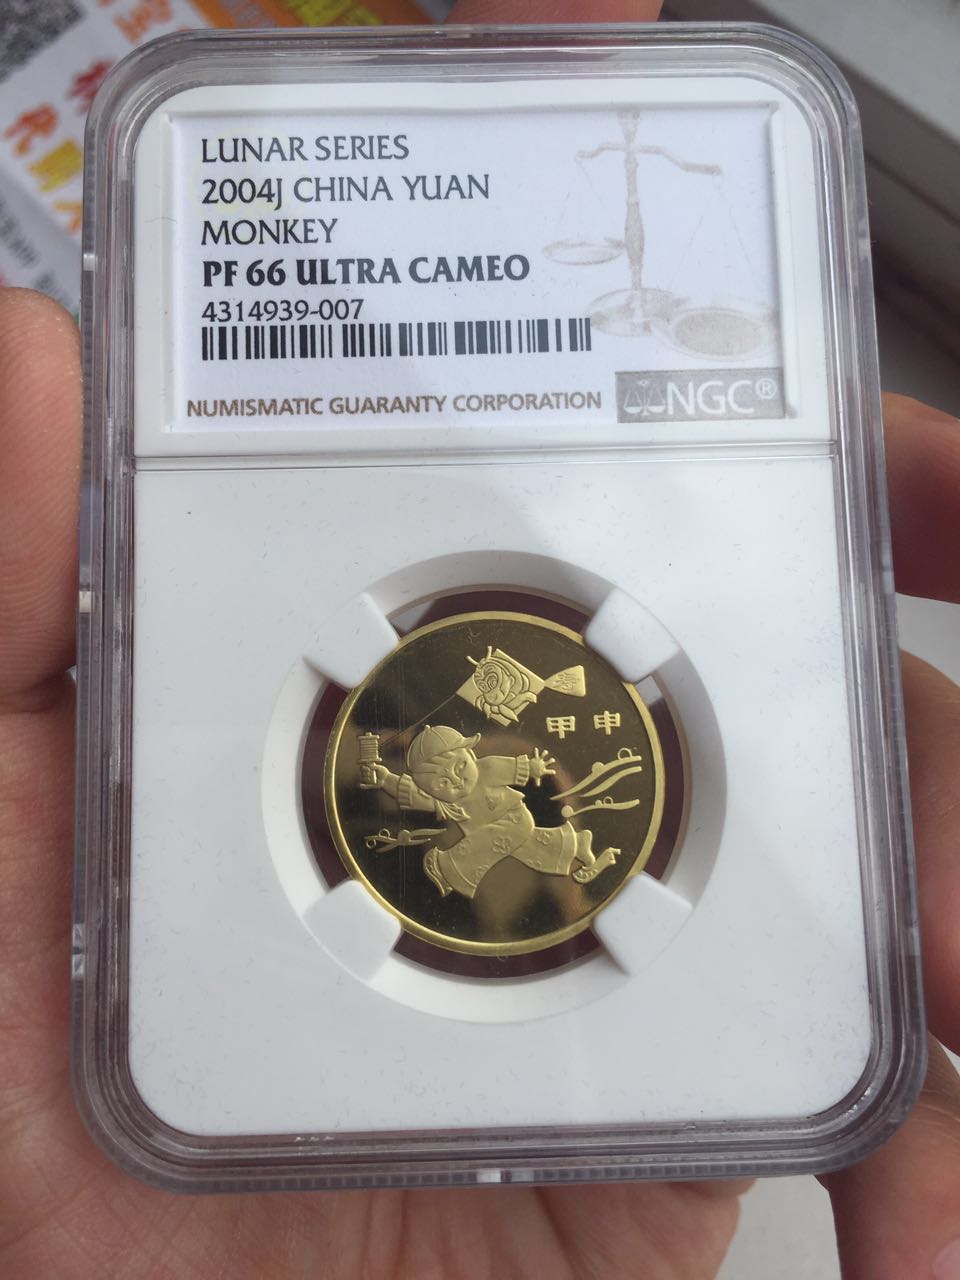 LUNAR SERIES
2004J CHINA YUAN
MONKEY
PF 66 ULTRA CAMEO
4314939-007
NUMISMATIC GUARANTY CORPORATION
NGC®
甲申